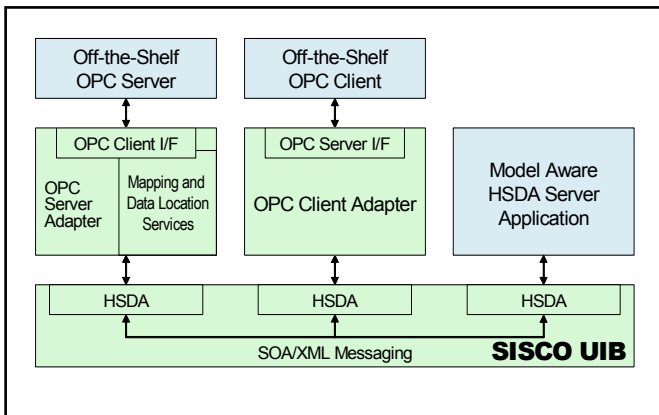 Off-the-Shelf
OPC Server
Off-the-Shelf
OPC Client
OPC Client I/F
OPC
Server
Adapter
Mapping and
Data Location
Services
OPC Server I/F
OPC Client Adapter
Model Aware
HSDA Server
Application
HSDA
HSDA
HSDA
SOA/XML Messaging
SISCO UIB